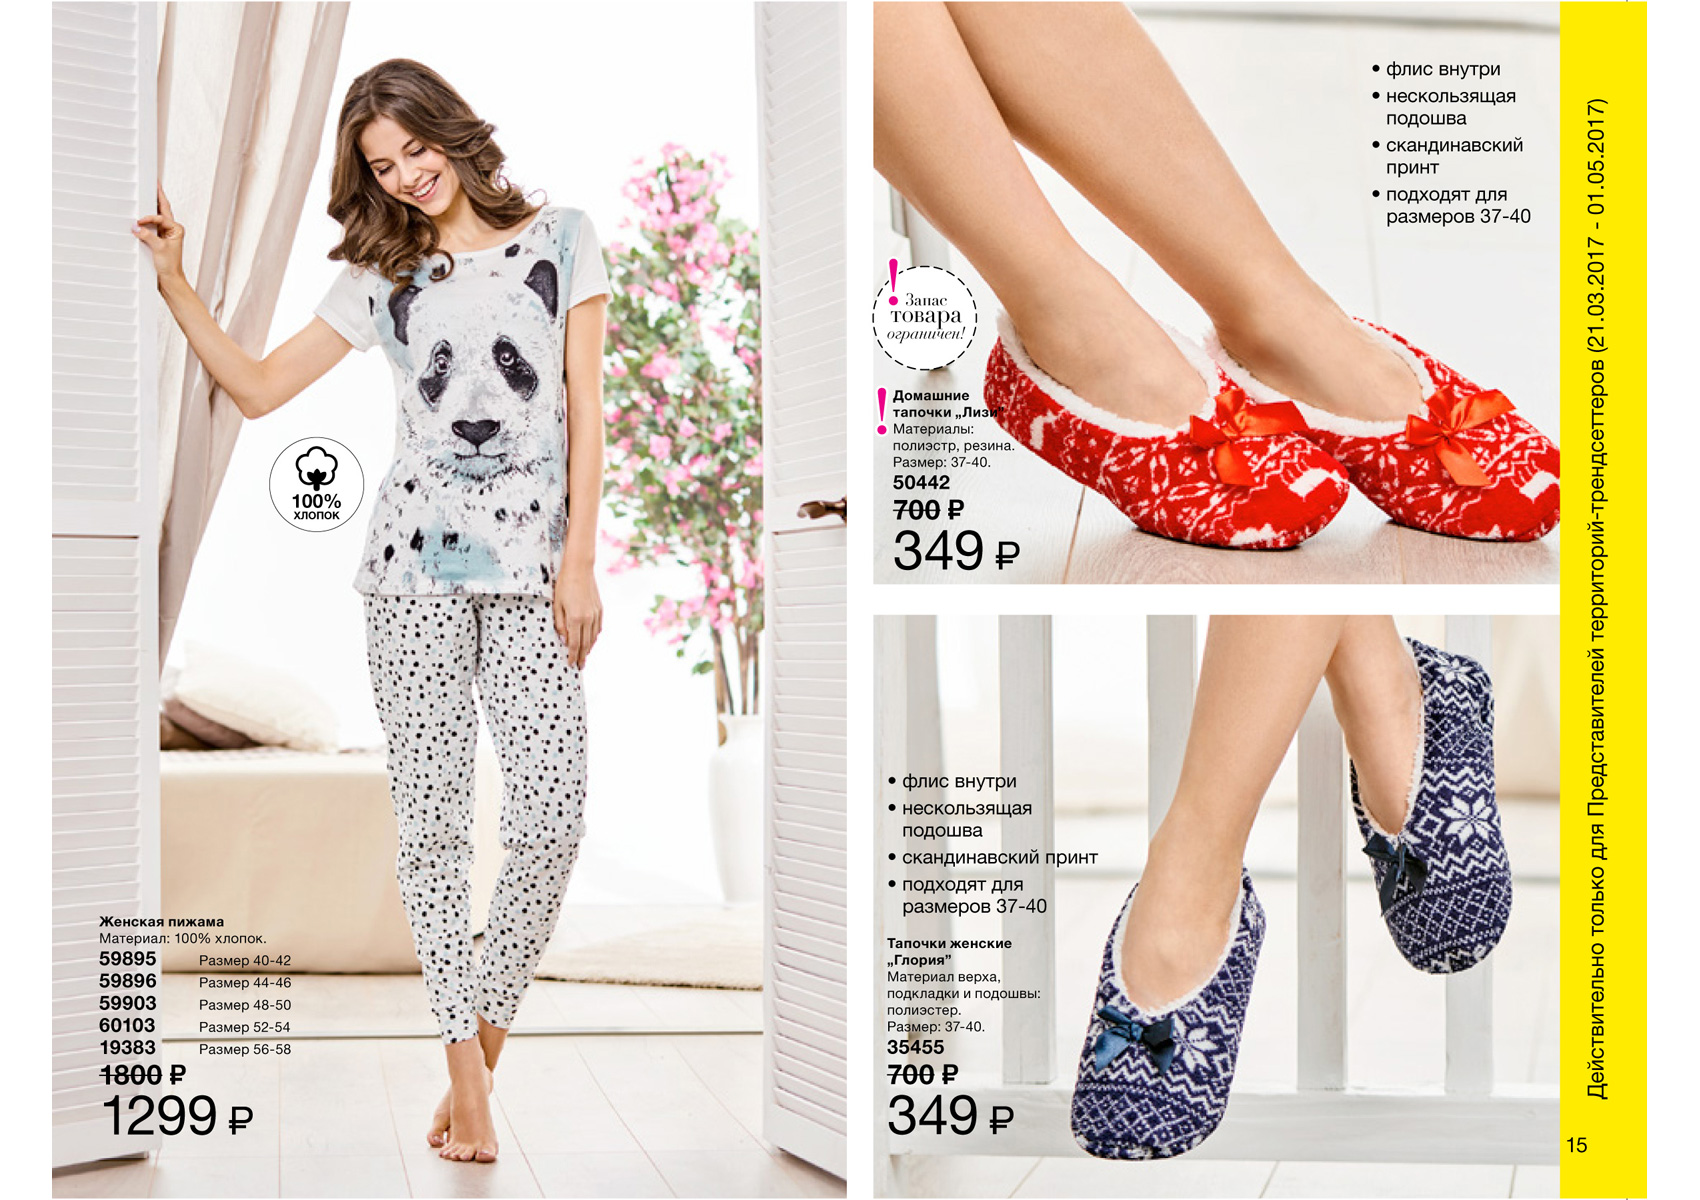 100%
ХЛОПОК
Женская пижама
Материал: 100% хлопок.
59895 Размер 40-42
59896 Размер 44-46
59903 Размер 48-50
60103 Размер 52-54
19383 Размер 56-58
1800 ₽
1299 ₽
• флис внутри
• нескользящая
подошва
• скандинавский
принт
• подходят для
размеров 37-40
!
Запас
товара
ограничен!
!
Домашние
тапочки „Лизи”
Материалы:
полиэстр, резина.
Размер: 37-40.
50442
700 ₽
349 ₽
• флис внутри
• нескользящая
подошва
• скандинавский принт
• подходят для
размеров 37-40
Тапочки женские
„Глория”
Материал верха,
подкладки и подошвы:
полиэстер.
Размер: 37-40.
35455
700 ₽
349 ₽
Действительно только для Представителей территорий-трендсеттеров (21.03.2017 - 01.05.2017)
15